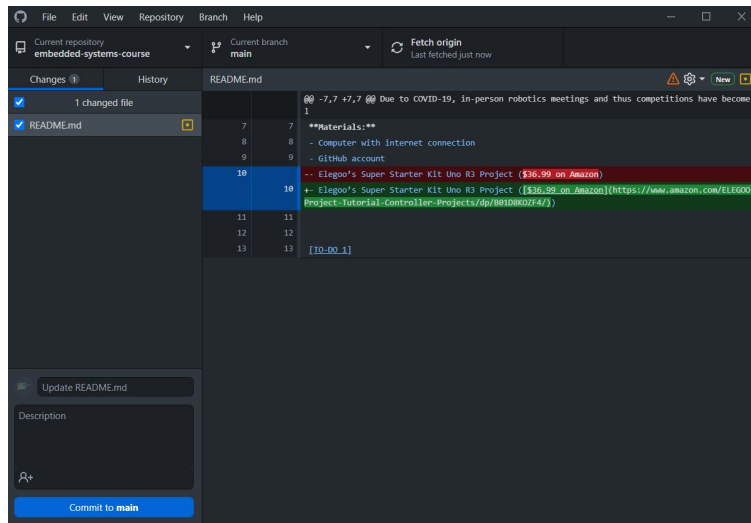 File Edit View Repository Branch Help
Current repository
embedded-systems-course
Current branch
main
Fetch origin
Last fetched just now
Changes 1 History
1 changed file
README.md
README.md
New
@@ -7,7 +7,7 @@ Due to COVID-19, in-person robotics meetings and thus competitions have become
l
7 7 **Materials:**
8 8 - Computer with internet connection
9 9 - GitHub account
10 -- Elegoo's Super Starter Kit Uno R3 Project ($36.99 on Amazon)
10 +- Elegoo's Super Starter Kit Uno R3 Project ([$36.99 on Amazon](https://www.amazon.com/ELEGOO
Project-Tutorial-Controller-Projects/dp/B01D8KOZF4/))
11 11
12 12
13 13 [TO-DO 1]
Update README.md
Description
Commit to main